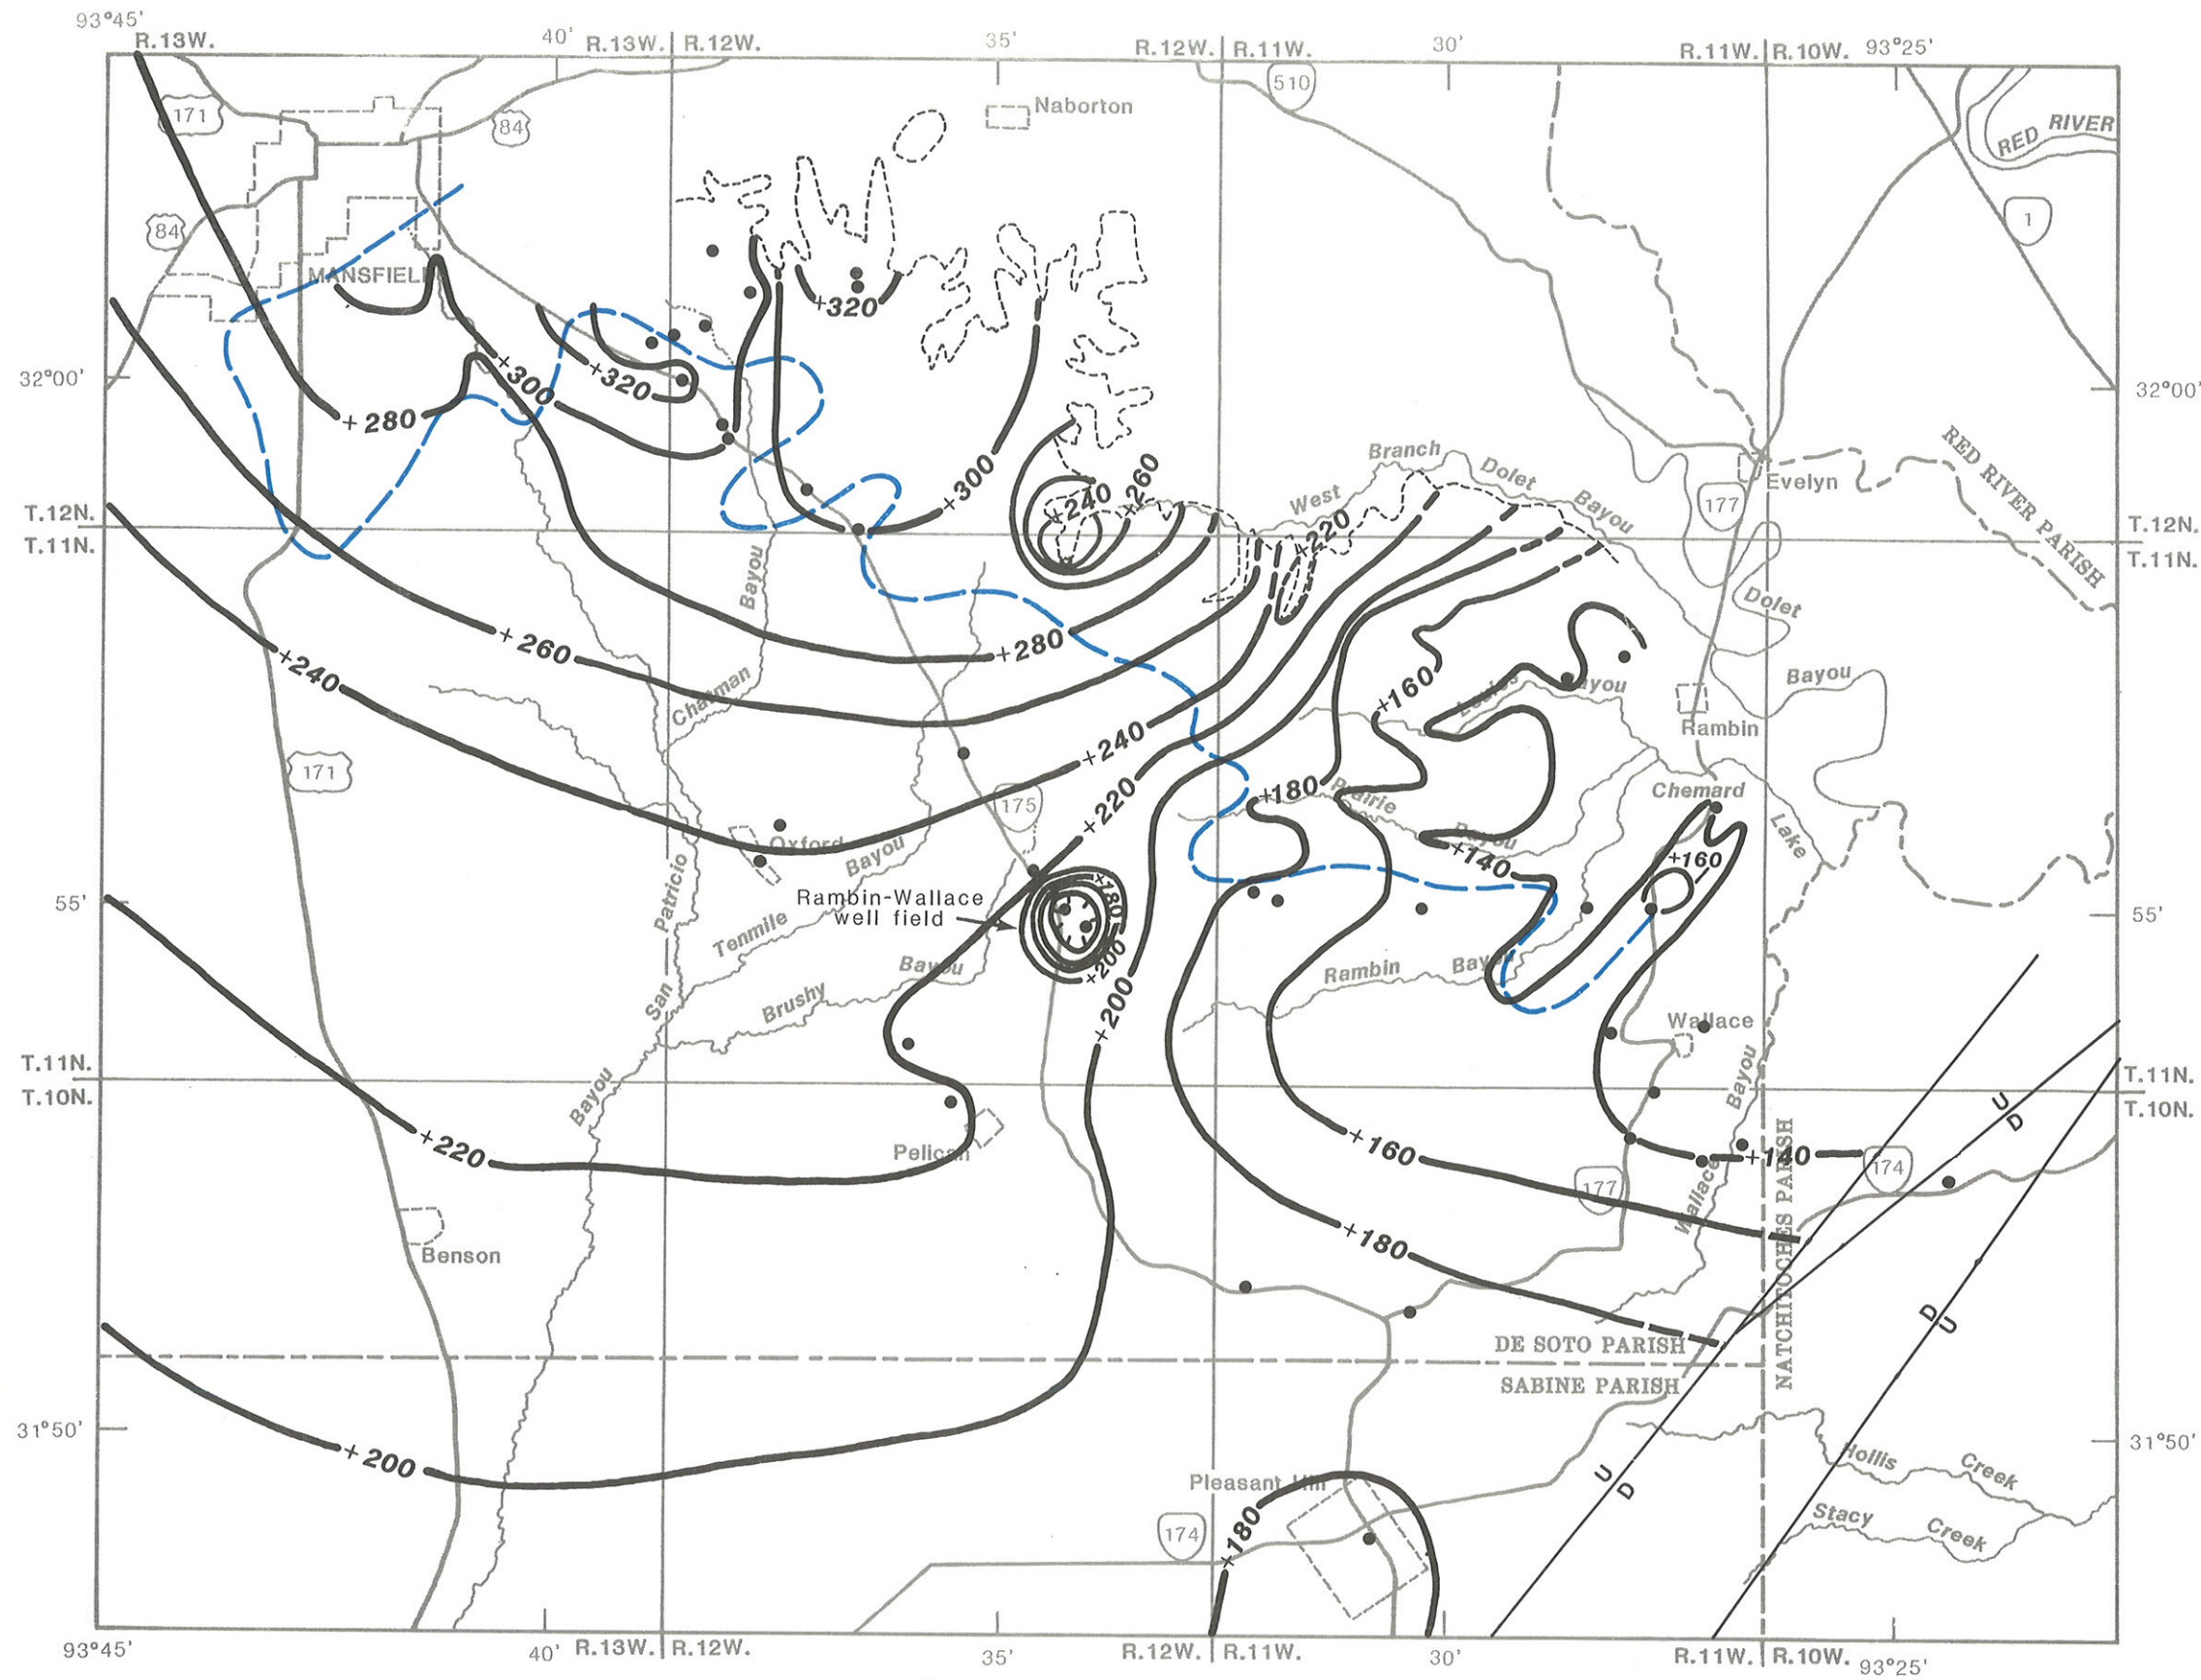 93°45'
R.13W.
40'
R.13W. R.12W.
35'
R.12W. R.11W.
30'
R.11W. R.10W.
93°25'
171
84
Naborton
510
RED RIVER
1
84
MANSFIELD
+320
32°00'
+300
+320
32°00'
+280
RED RIVER PARISH
+300
+240
+260
Branch
Dolet
West
Bayou
Evelyn
177
T.12N.
T.11N.
+220
T.12N.
T.11N.
Bayou
Dolet
+260
+280
+240
Chatman
+160
Bayou
Bayou
Rambin
171
+240
175
+220
+180
Prairie
Bayou
Chemard
Lake
Oxford
Bayou
+140
+160
55'
Rambin-Wallace
well field
+180
Patricio
Tenmile
+200
55'
Bayou
Rambin Bayou
San
Brushy
+200
Wallace
T.11N.
T.10N.
Bayou
Bayou
U
D
T.11N.
T.10N.
+220
Pelican
+160
+140
174
177
Wallace
NATCHITOCHES PARISH
+180
Benson
D
U
DE SOTO PARISH
SABINE PARISH
31°50'
+200
31°50'
U
D
Hollis
Creek
Pleasant Hill
+180
174
Stacy
Creek
93°45'
40'
R.13W. R.12W.
35'
R.12W. R.11W.
30'
R.11W. R.10W.
93°25'